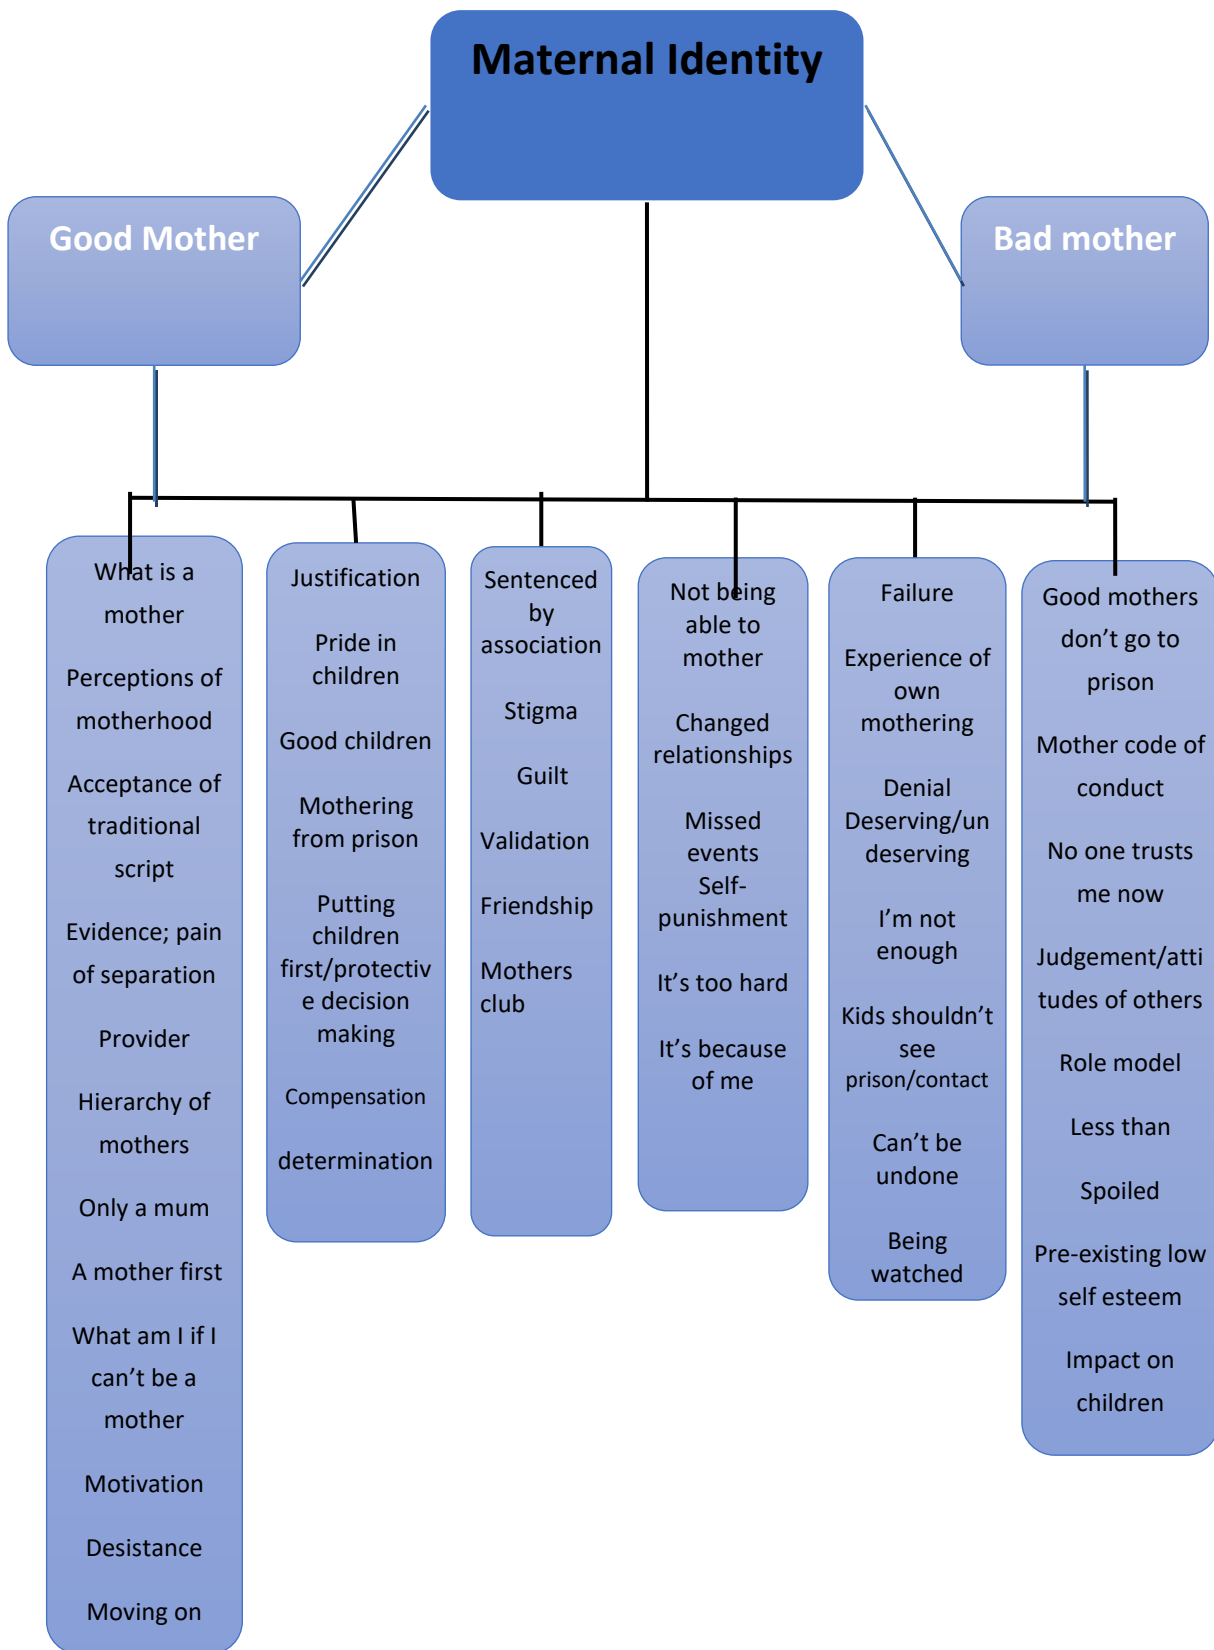 Maternal Identity
Good Mother
Bad mother
What is a
mother
Perceptions of
motherhood
Acceptance of
traditional
script
Evidence; pain
of separation
Provider
Hierarchy of
mothers
Only a mum
A mother first
What am I if I
can’t be a
mother
Motivation
Desistance
Moving on
Justification
Pride in
children
Good children
Mothering
from prison
Putting
children
first/protectiv
e decision
making
Compensation
determination
Sentenced
by
association
Stigma
Guilt
Validation
Friendship
Mothers
club
Not being
able to
mother
Changed
relationships
Missed
events
Self-
punishment
It’s too hard
It’s because
of me
Failure
Experience of
own
mothering
Denial
Deserving/un
deserving
I’m not
enough
Kids shouldn’t
see
prison/contact
Can’t be
undone
Being
watched
Good mothers
don’t go to
prison
Mother code of
conduct
No one trusts
me now
Judgement/atti
tudes of others
Role model
Less than
Spoiled
Pre-existing low
self esteem
Impact on
children